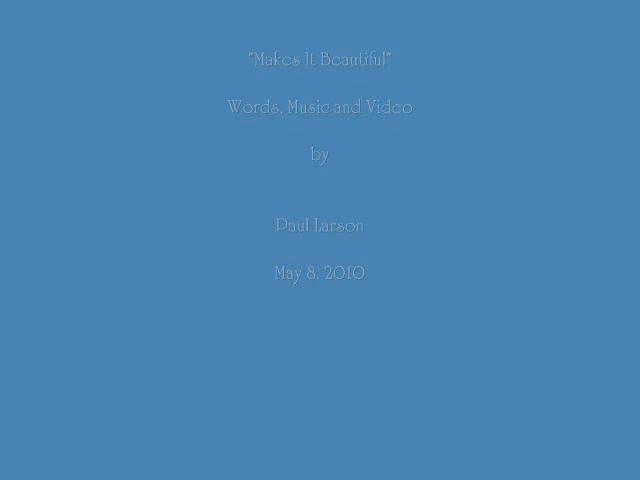 "Makes It Beautiful"
Words, Music and Video
by
Paul Larson
May 8, 2010